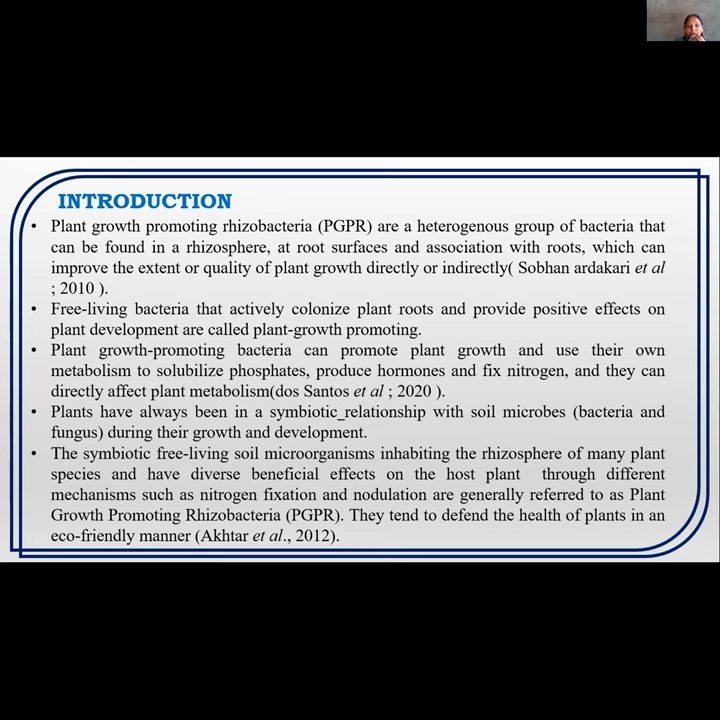 INTRODUCTION
• Plant growth promoting rhizobacteria (PGPR) are a heterogenous group of bacteria that
can be found in a rhizosphere, at root surfaces and association with roots, which can
improve the extent or quality of plant growth directly or indirectly( Sobhan ardakari et al
; 2010 ).
• Free-living bacteria that actively colonize plant roots and provide positive effects on
plant development are called plant-growth promoting.
• Plant growth-promoting bacteria can promote plant growth and use their own
metabolism to solubilize phosphates, produce hormones and fix nitrogen, and they can
directly affect plant metabolism(dos Santos et al ; 2020 ).
• Plants have always been in a symbiotic_relationship with soil microbes (bacteria and
fungus) during their growth and development.
• The symbiotic free-living soil microorganisms inhabiting the rhizosphere of many plant
species and have diverse beneficial effects on the host plant through different
mechanisms such as nitrogen fixation and nodulation are generally referred to as Plant
Growth Promoting Rhizobacteria (PGPR). They tend to defend the health of plants in an
eco-friendly manner (Akhtar et al., 2012).